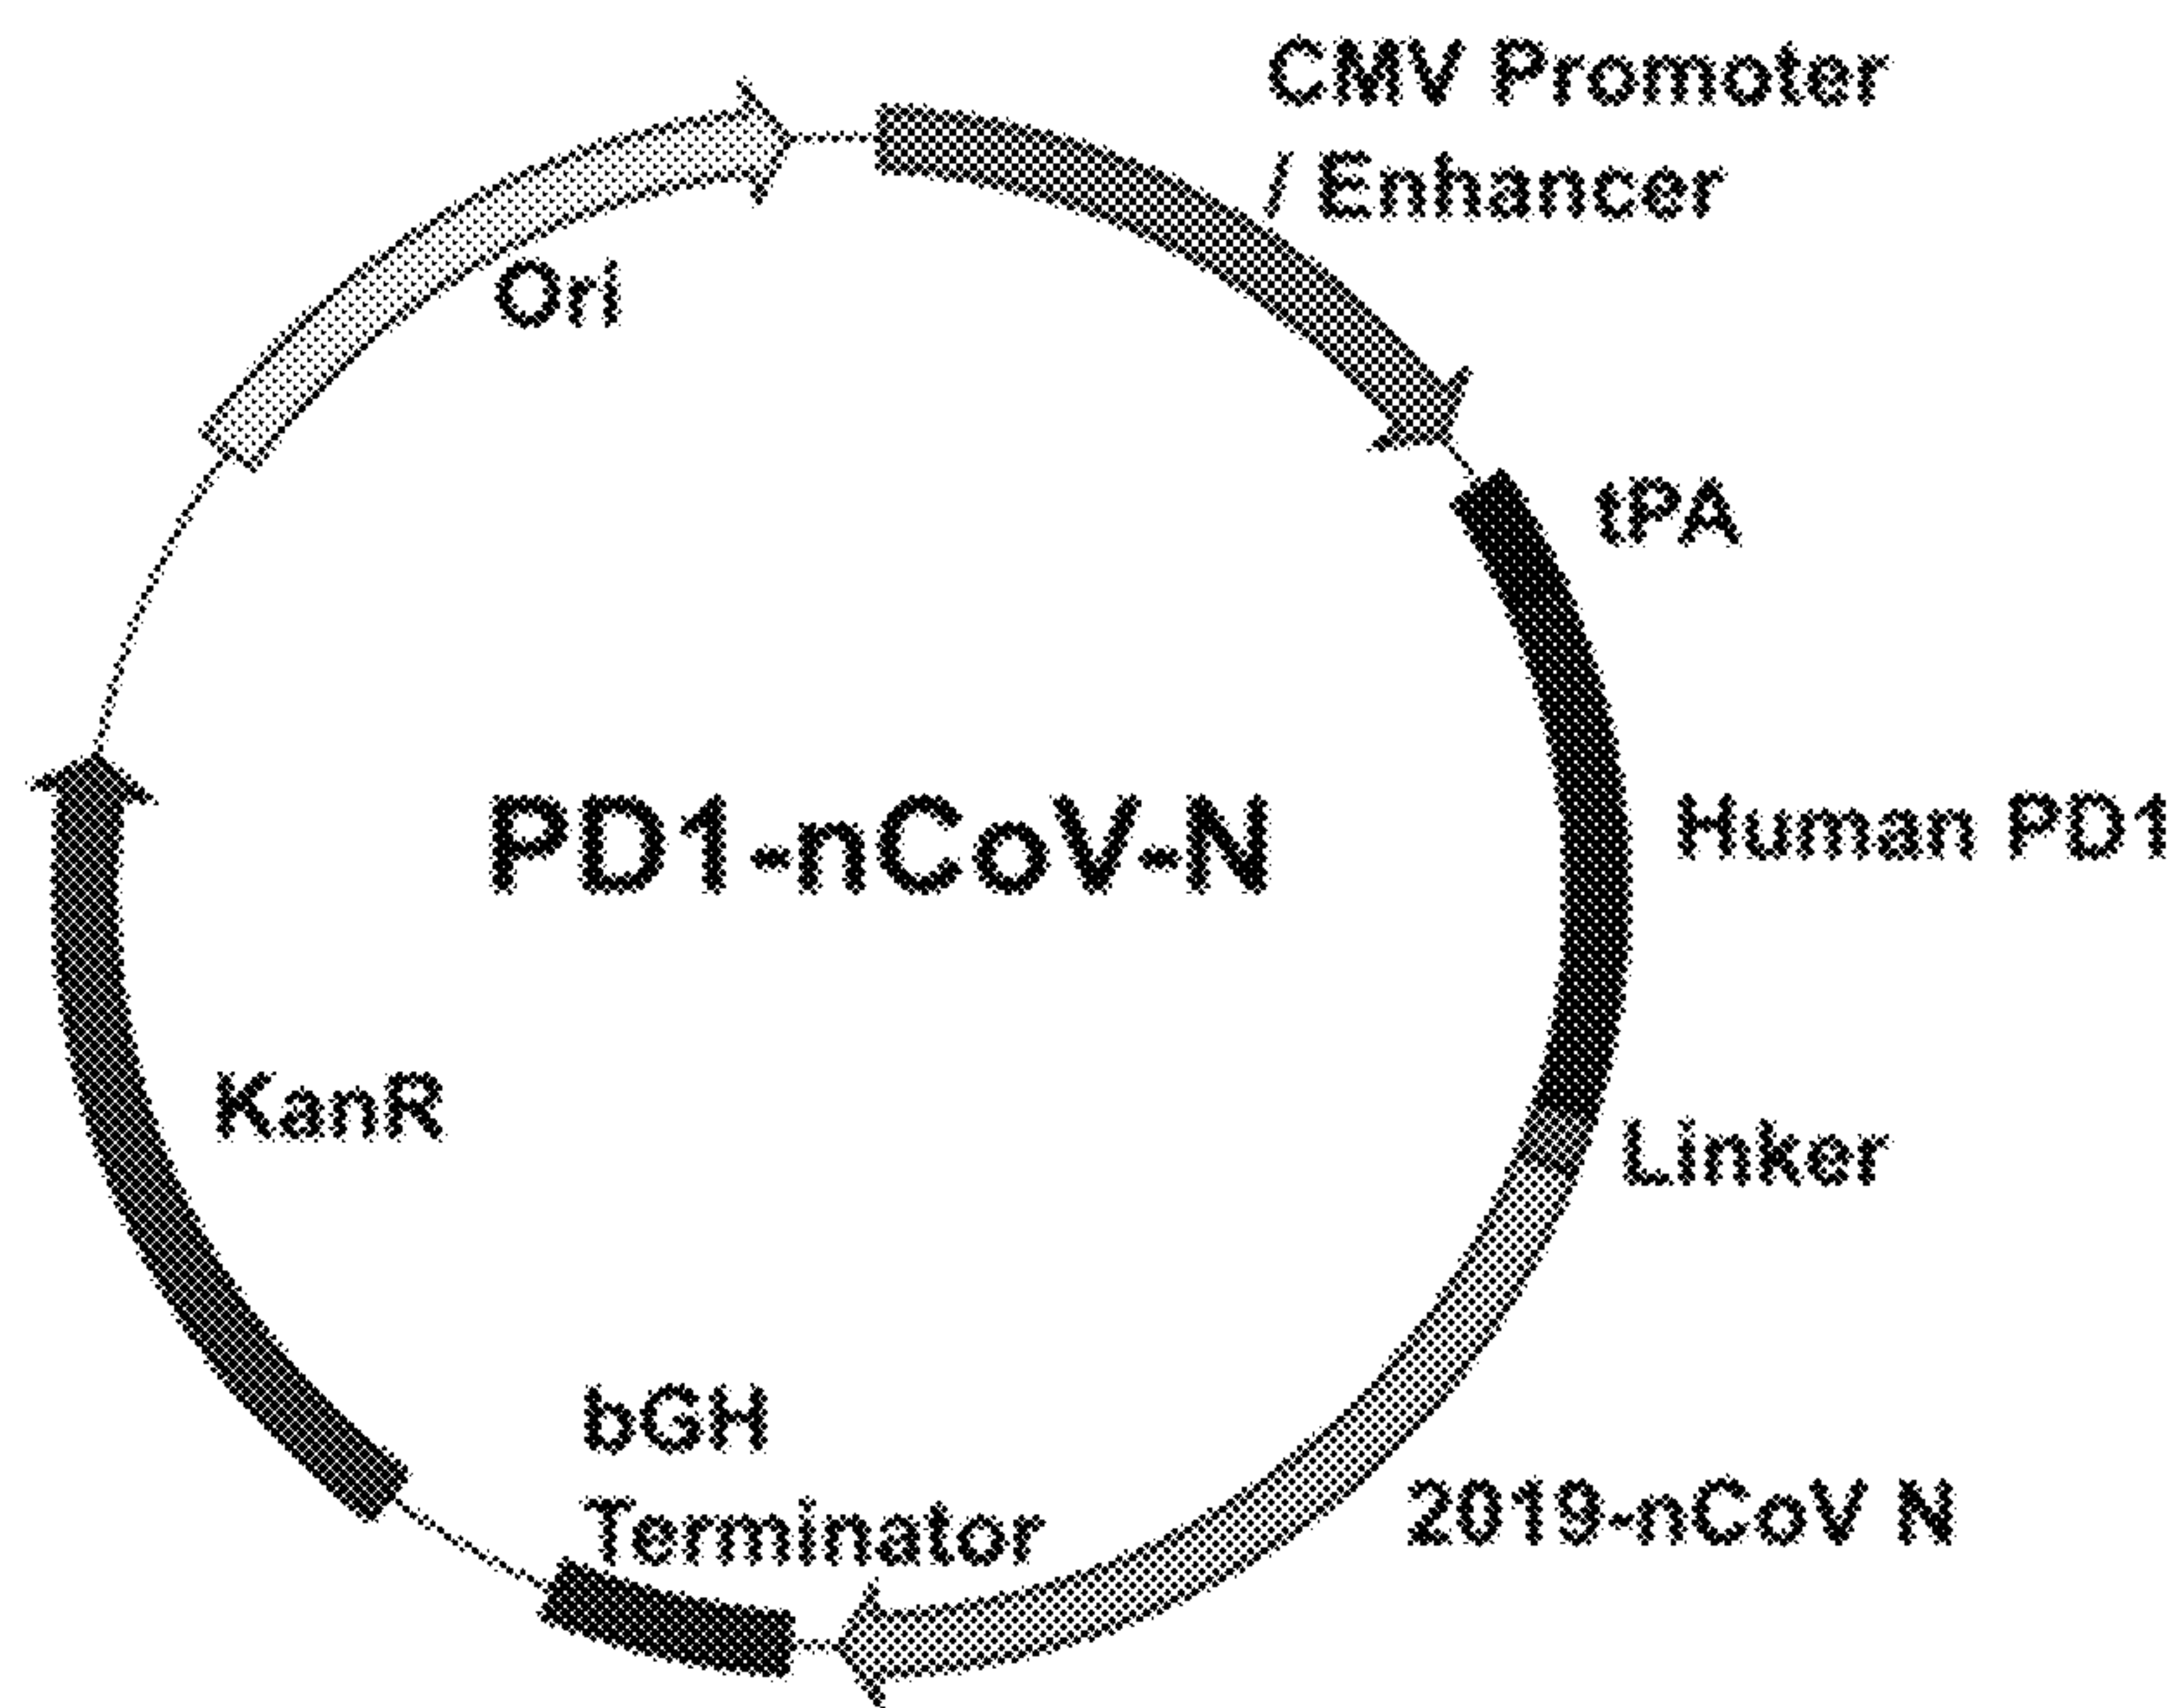 CMV Promoter
/ Enhancer
Ori
tPA
PD1-nCoV-N
Human PD1
KanR
Linker
bGH
Terminator
2019-nCoV N